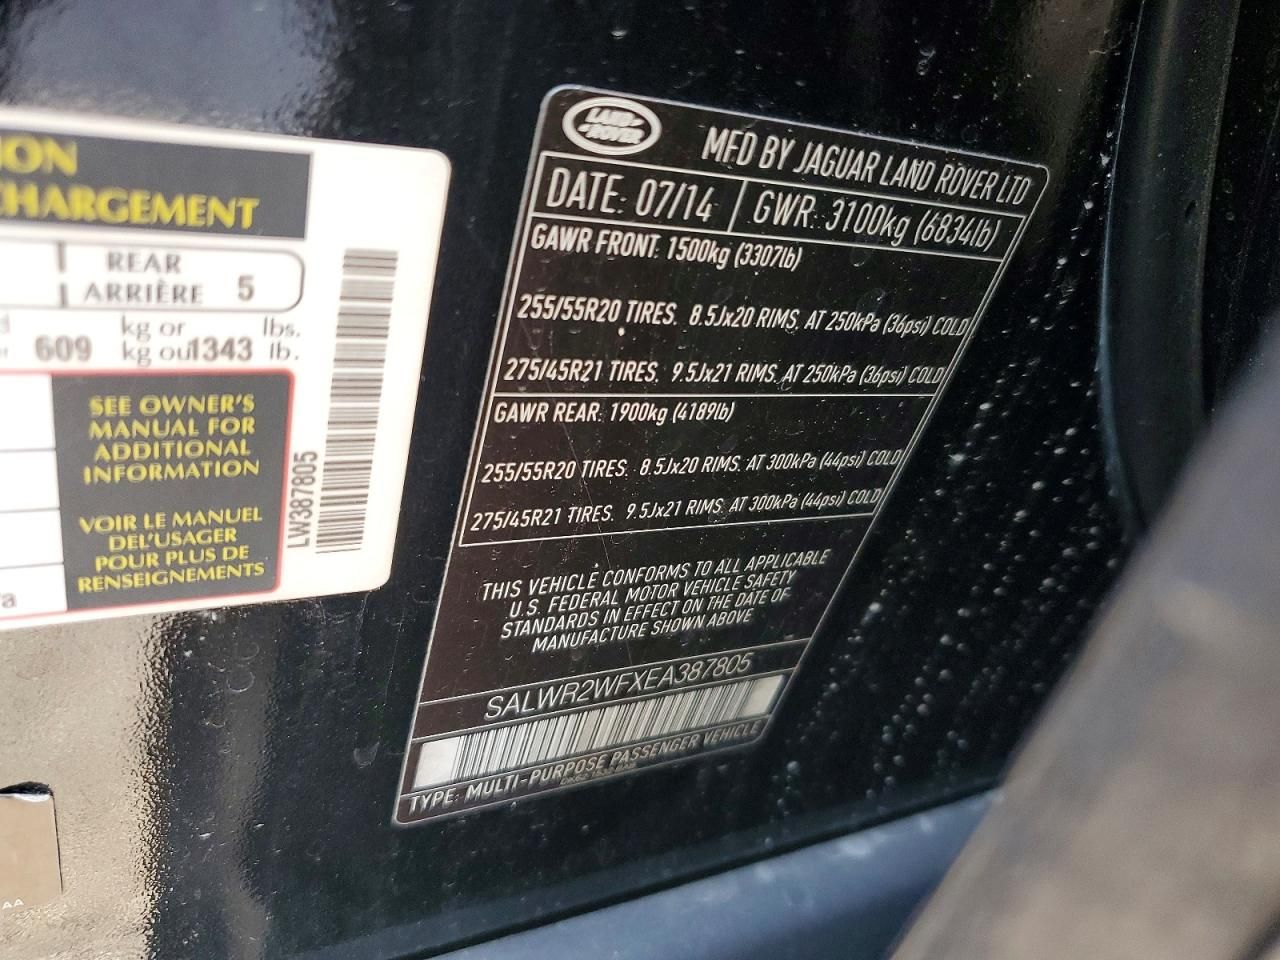 ION
CHARGEMENT
REAR
ARRIÈRE 5
609 kg or 1343 lbs.
kg ou lb.
SEE OWNER'S
MANUAL FOR
ADDITIONAL
INFORMATION
VOIR LE MANUEL
DEL'USAGER
POUR PLUS DE
RENSEIGNEMENTS
LW387805
AA
LAND ROVER
MFD BY JAGUAR LAND ROVER LTD
DATE: 07/14 GWR: 3100kg (6834lb)
GAWR FRONT: 1500kg (3307lb)
255/55R20 TIRES. 8.5Jx20 RIMS. AT 250kPa (36psi) COLD
275/45R21 TIRES. 9.5Jx21 RIMS. AT 250kPa (36psi) COLD
GAWR REAR: 1900kg (4189lb)
255/55R20 TIRES. 8.5Jx20 RIMS. AT 300kPa (44psi) COLD
275/45R21 TIRES. 9.5Jx21 RIMS. AT 300kPa (44psi) COLD
THIS VEHICLE CONFORMS TO ALL APPLICABLE
U.S. FEDERAL MOTOR VEHICLE SAFETY
STANDARDS IN EFFECT ON THE DATE OF
MANUFACTURE SHOWN ABOVE
SALWR2WFXEA387805
TYPE: MULTI-PURPOSE PASSENGER VEHICLE